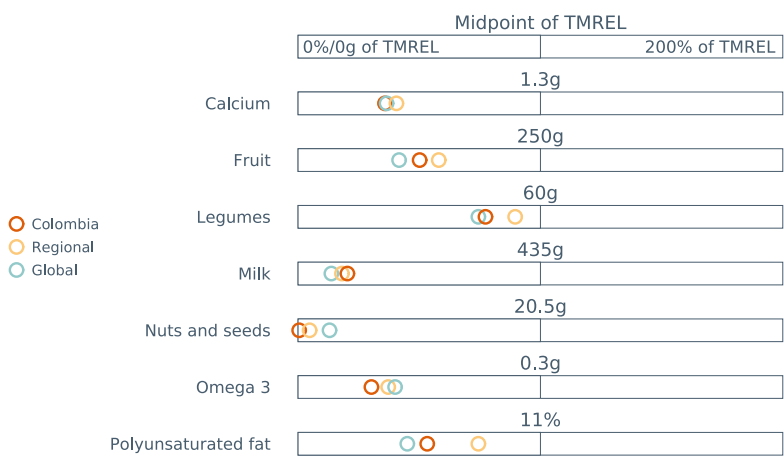 Midpoint of TMREL
0%/0g of TMREL 200% of TMREL
1.3g
Calcium
250g
Fruit
60g
Legumes
435g
Milk
20.5g
Nuts and seeds
0.3g
Omega 3
11%
Polyunsaturated fat
Colombia
Regional
Global